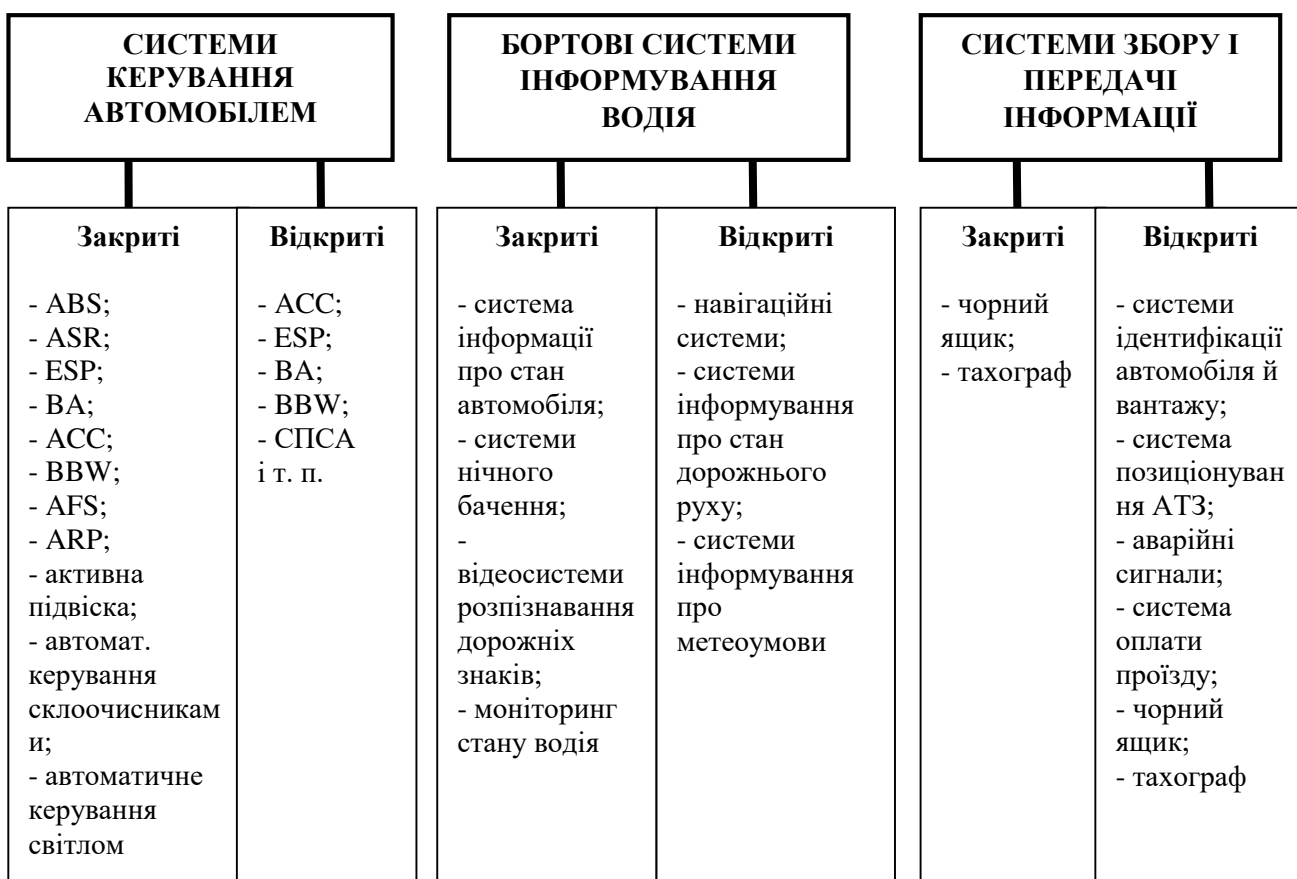 СИСТЕМИ
КЕРУВАННЯ
АВТОМОБІЛЕМ
Закриті
- ABS;
- ASR;
- ESP;
- BA;
- ACC;
- BBW;
- AFS;
- ARP;
- активна
підвіска;
- автомат.
керування
склоочисникам
и;
- автоматичне
керування
світлом
Відкриті
- ACC;
- ESP;
- BA;
- BBW;
- СПСА
і т. п.
БОРТОВІ СИСТЕМИ
ІНФОРМУВАННЯ
ВОДІЯ
Закриті
- система
інформації
про стан
автомобіля;
- системи
нічного
бачення;
-
відеосистеми
розпізнавання
дорожніх
знаків;
- моніторинг
стану водія
Відкриті
- навігаційні
системи;
- системи
інформування
про стан
дорожнього
руху;
- системи
інформування
про
метеоумови
СИСТЕМИ ЗБОРУ І
ПЕРЕДАЧІ
ІНФОРМАЦІЇ
Закриті
- чорний
ящик;
- тахограф
Відкриті
- системи
ідентифікації
автомобіля й
вантажу;
- система
позиціонуван
ня АТЗ;
- аварійні
сигнали;
- система
оплати
проїзду;
- чорний
ящик;
- тахограф